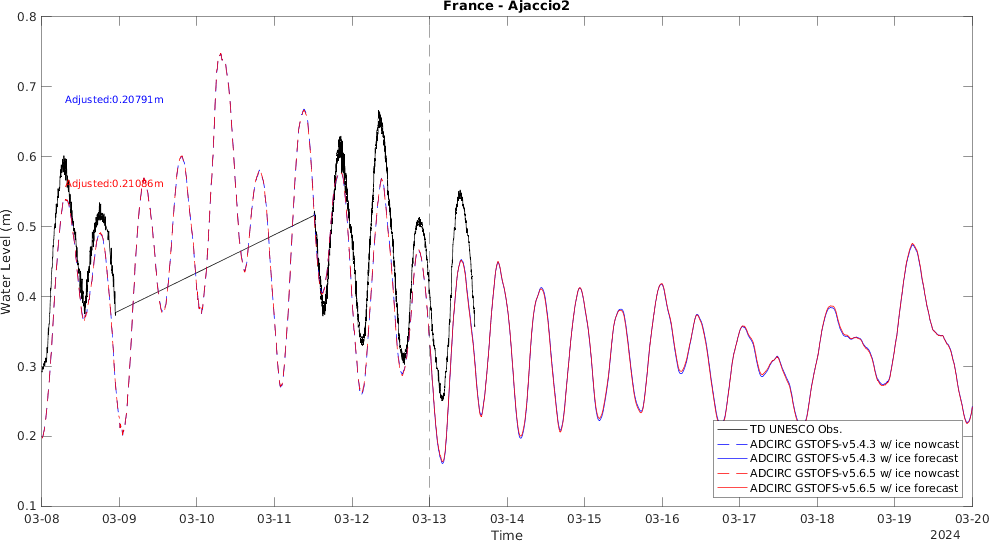 France - Ajaccio2
0.8
0.7
0.6
0.5
0.4
0.3
0.2
0.1
Water Level (m)
Adjusted:0.20791m
Adjusted:0.21086m
TD UNESCO Obs.
ADCIRC GSTOFS-v5.4.3 w/ ice nowcast
ADCIRC GSTOFS-v5.4.3 w/ ice forecast
ADCIRC GSTOFS-v5.6.5 w/ ice nowcast
ADCIRC GSTOFS-v5.6.5 w/ ice forecast
03-08 03-09 03-10 03-11 03-12 03-13 03-14 03-15 03-16 03-17 03-18 03-19 03-20
Time
2024